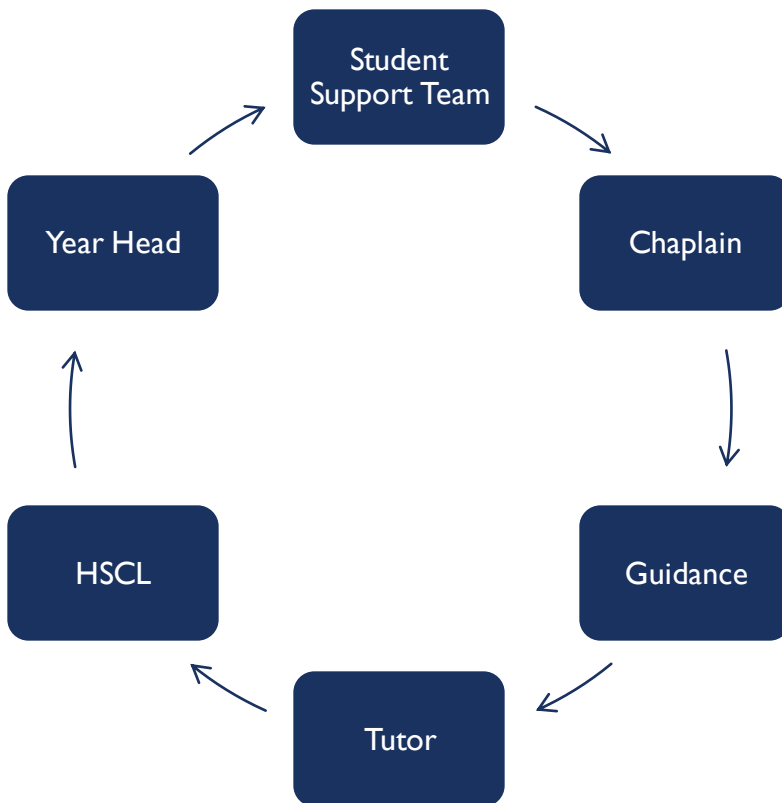 Student
Support Team
Chaplain
Guidance
Tutor
HSCL
Year Head